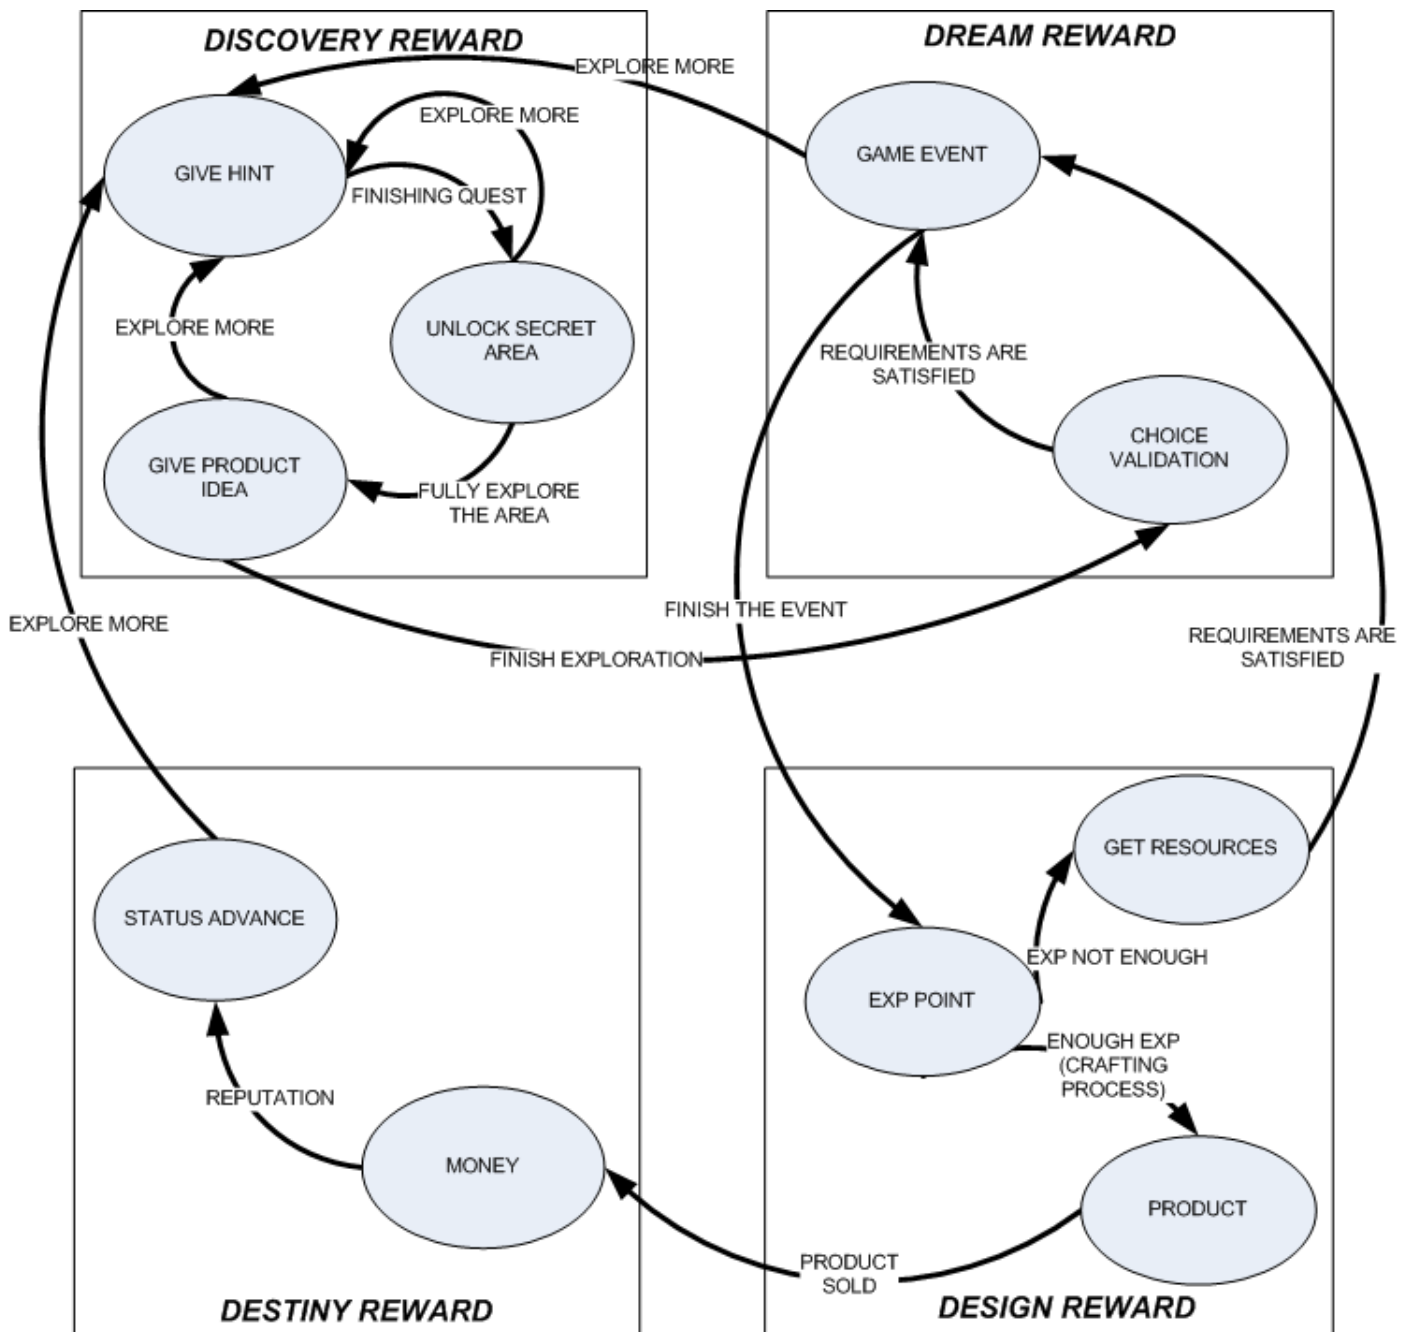 DISCOVERY REWARD
DREAM REWARD
EXPLORE MORE
EXPLORE MORE
GIVE HINT
FINISHING QUEST
GAME EVENT
EXPLORE MORE
UNLOCK SECRET
AREA
REQUIREMENTS ARE
SATISFIED
GIVE PRODUCT
IDEA
FULLY EXPLORE
THE AREA
CHOICE
VALIDATION
EXPLORE MORE
FINISH THE EVENT
FINISH EXPLORATION
REQUIREMENTS ARE
SATISFIED
STATUS ADVANCE
GET RESOURCES
EXP NOT ENOUGH
EXP POINT
ENOUGH EXP
(CRAFTING
PROCESS)
REPUTATION
MONEY
PRODUCT
PRODUCT
SOLD
DESTINY REWARD
DESIGN REWARD